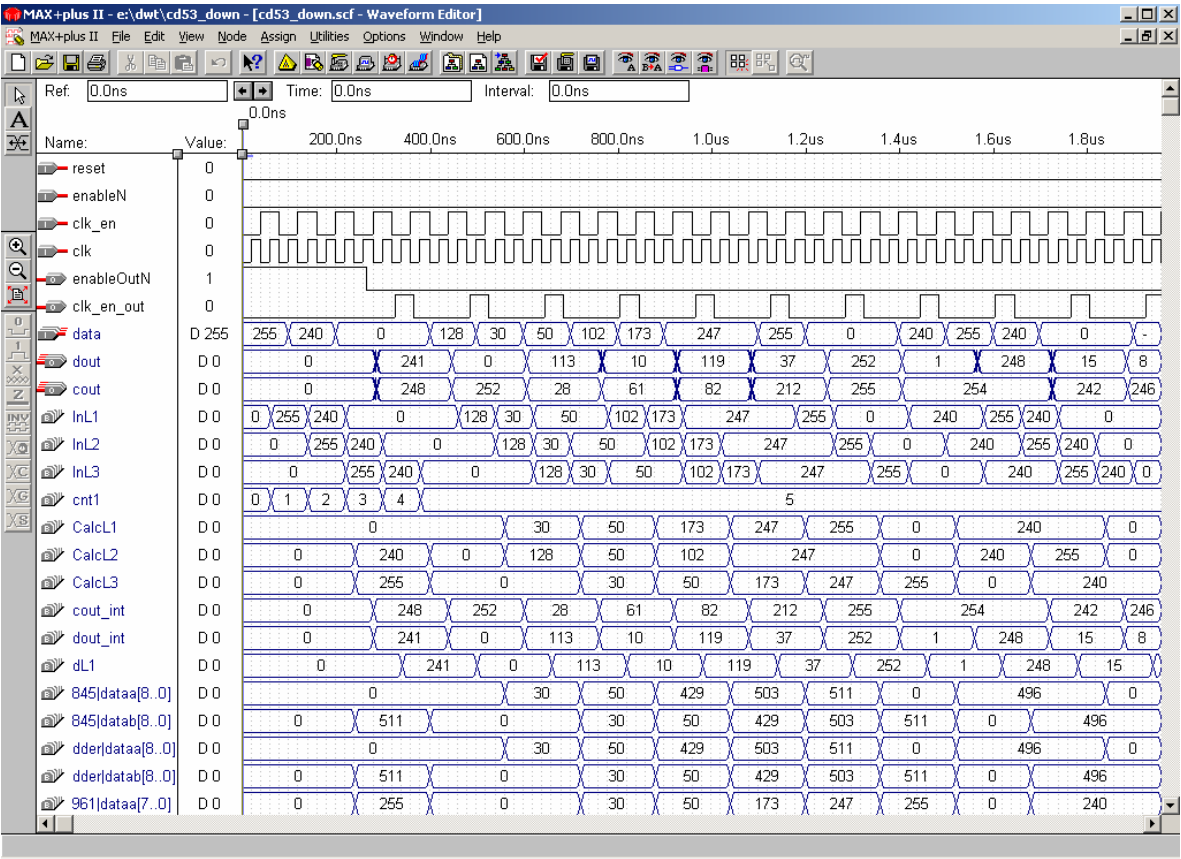 MAX+plus II - e:\dwt\cd53_down - [cd53_down.scf - Waveform Editor]
MAX+plus II File Edit View Node Assign Utilities Options Window Help
Ref: 0.0ns Time: 0.0ns Interval: 0.0ns
0.0ns
Name: Value: 200.0ns 400.0ns 600.0ns 800.0ns 1.0us 1.2us 1.4us 1.6us 1.8us
reset 0
enableN 0
clk_en 0
clk 0
enableOutN 1
clk_en_out 0
data D 255 255 240 0 128 30 50 102 173 247 255 0 240 255 240 0 -
dout D 0 0 241 0 113 10 119 37 252 1 248 15 8
cout D 0 0 248 252 28 61 82 212 255 254 242 246
InL1 D 0 0 255 240 0 128 30 50 102 173 247 255 0 240 255 240 0
InL2 D 0 0 255 240 0 128 30 50 102 173 247 255 0 240 255 240 0
InL3 D 0 0 255 240 0 128 30 50 102 173 247 255 0 240 255 240 0
cnt1 D 0 0 1 2 3 4 5
CalcL1 D 0 0 30 50 173 247 255 0 240 0
CalcL2 D 0 0 240 0 128 50 102 247 0 240 255 0
CalcL3 D 0 0 255 0 30 50 173 247 255 0 240
cout_int D 0 0 248 252 28 61 82 212 255 254 242 246
dout_int D 0 0 241 0 113 10 119 37 252 1 248 15 8
dL1 D 0 0 241 0 113 10 119 37 252 1 248 15
845|dataa[8..0] D 0 0 30 50 429 503 511 0 496 0
845|datab[8..0] D 0 0 511 0 30 50 429 503 511 0 496
dder|dataa[8..0] D 0 0 30 50 429 503 511 0 496 0
dder|datab[8..0] D 0 0 511 0 30 50 429 503 511 0 496
961|dataa[7..0] D 0 0 255 0 30 50 173 247 255 0 240